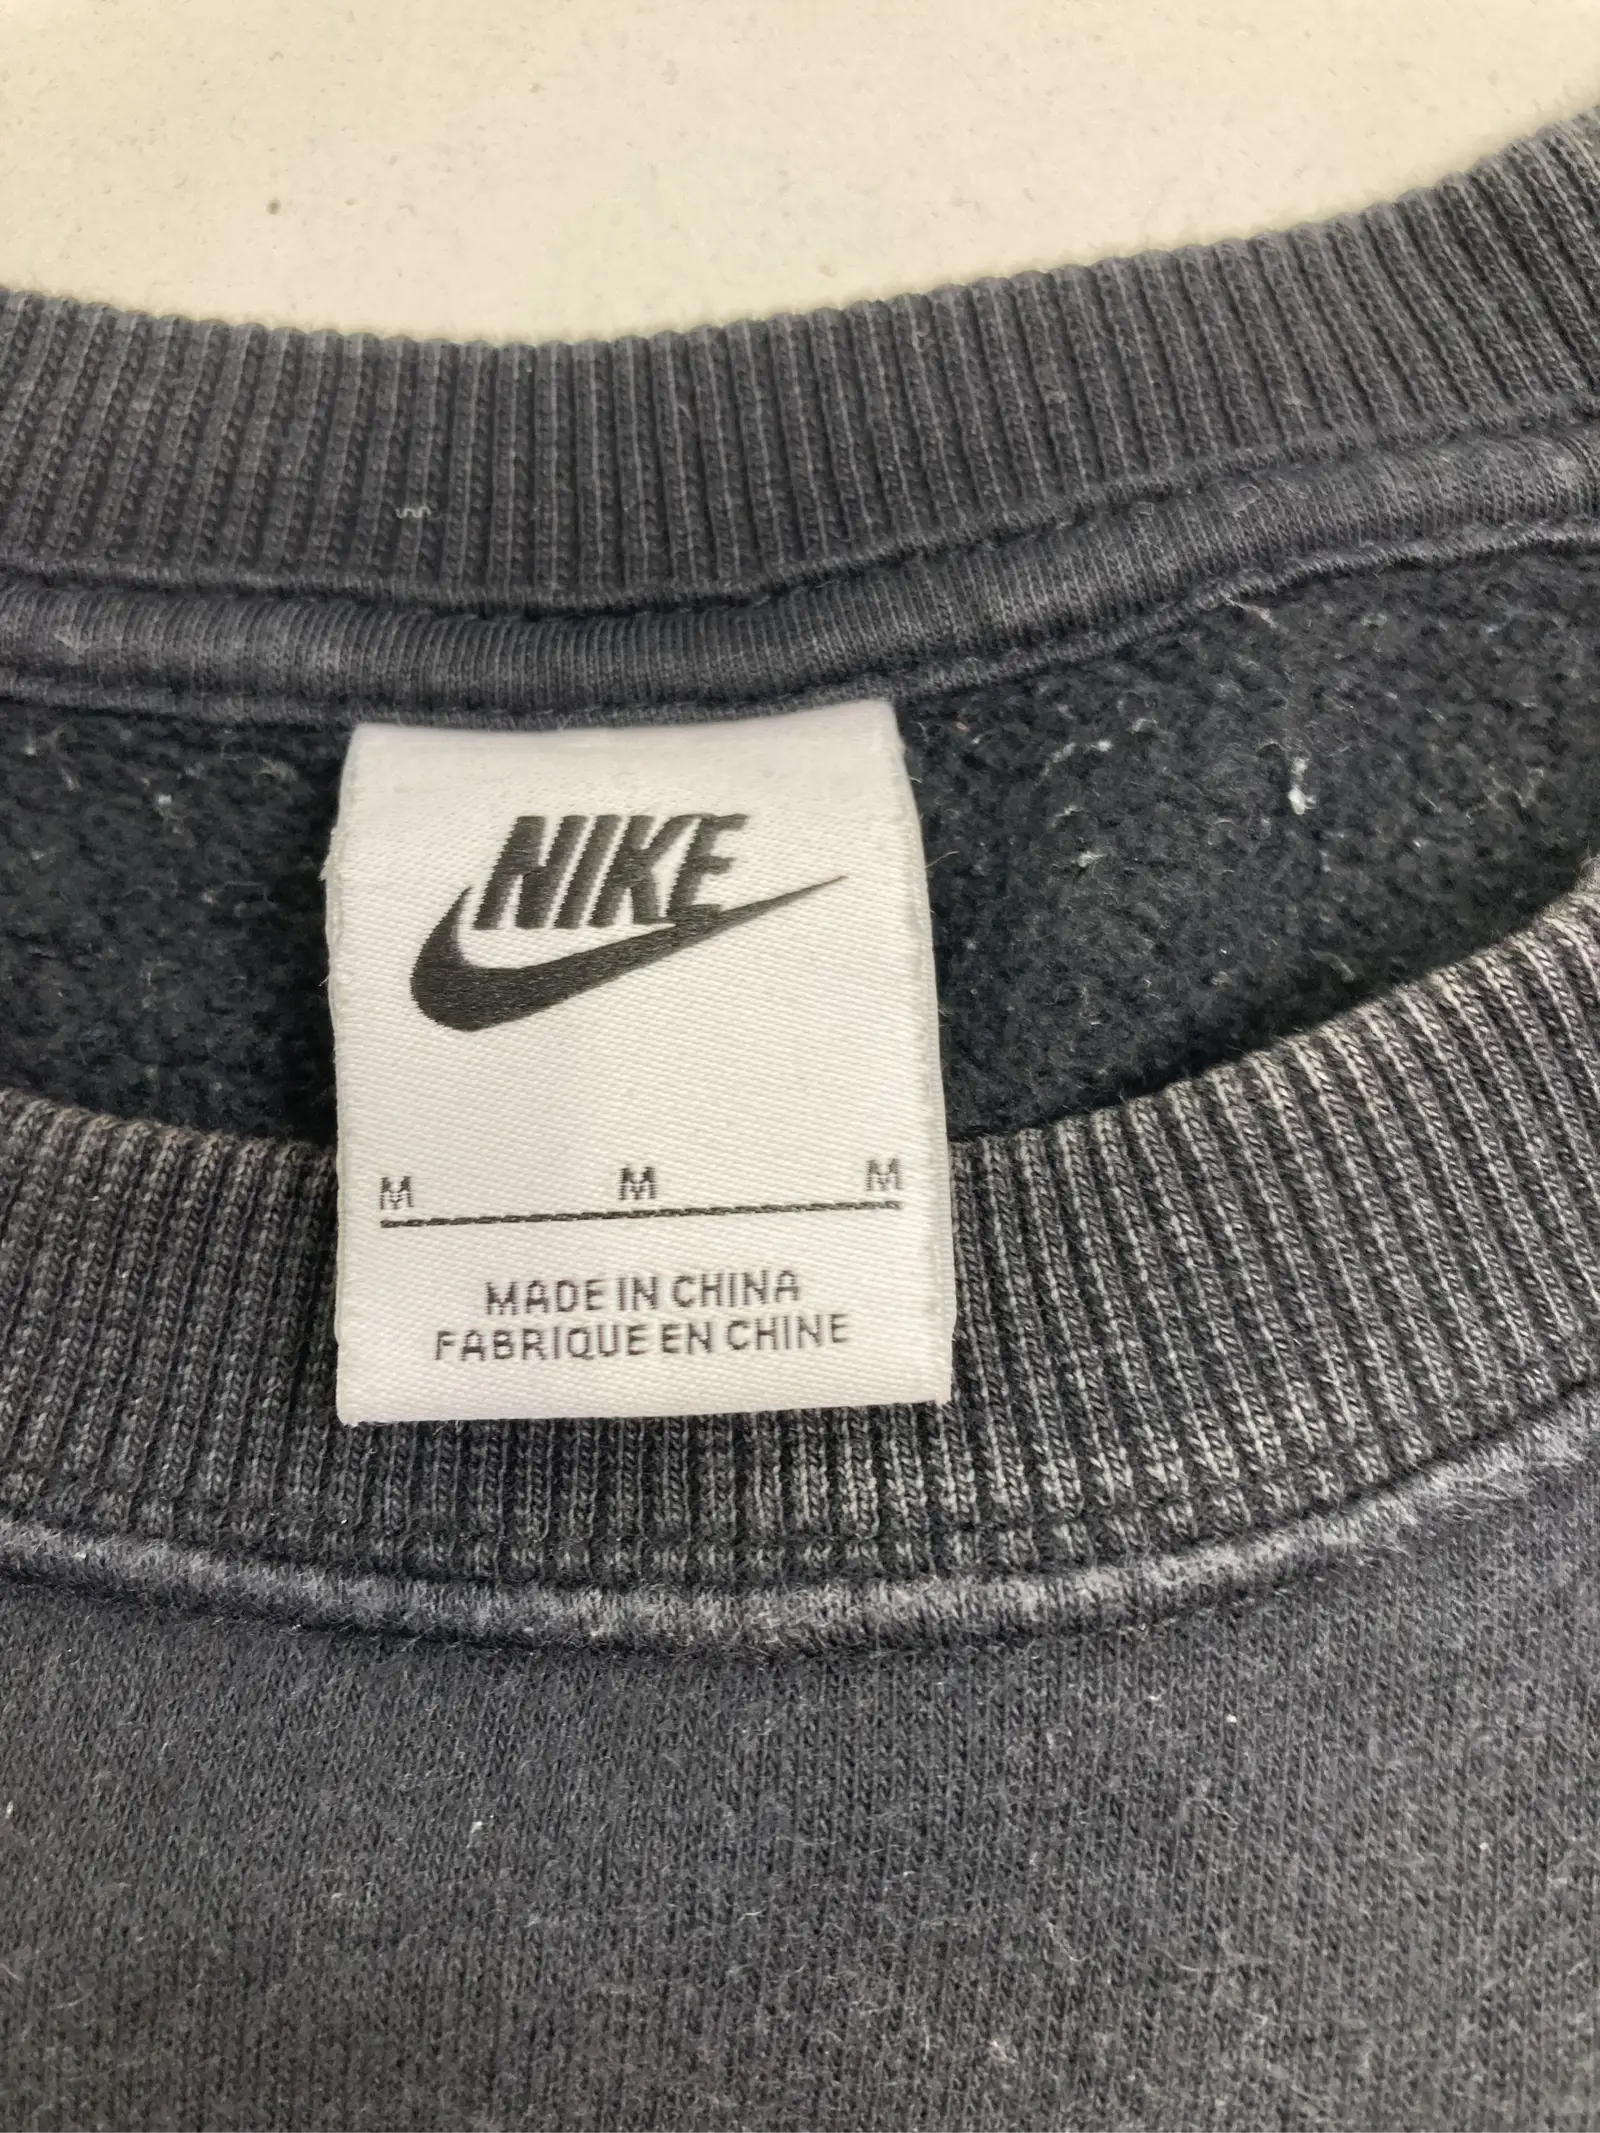 NIKE
M M M
MADE IN CHINA
FABRIQUE EN CHINE